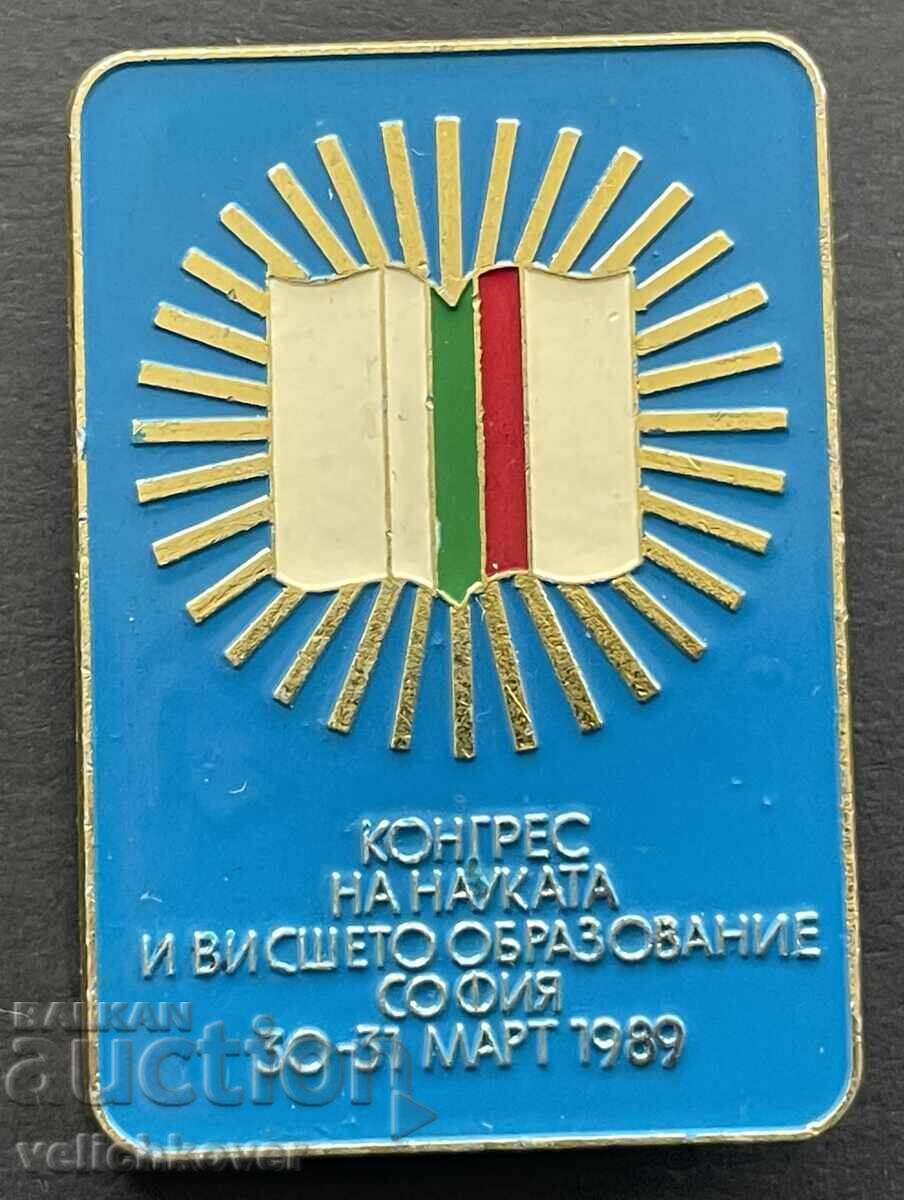 КОНГРЕС
НА НАУКАТА
И ВИСШЕТО ОБРАЗОВАНИЕ
СОФИЯ
30-31 МАРТ 1989
BALKAN
auction
velichkover